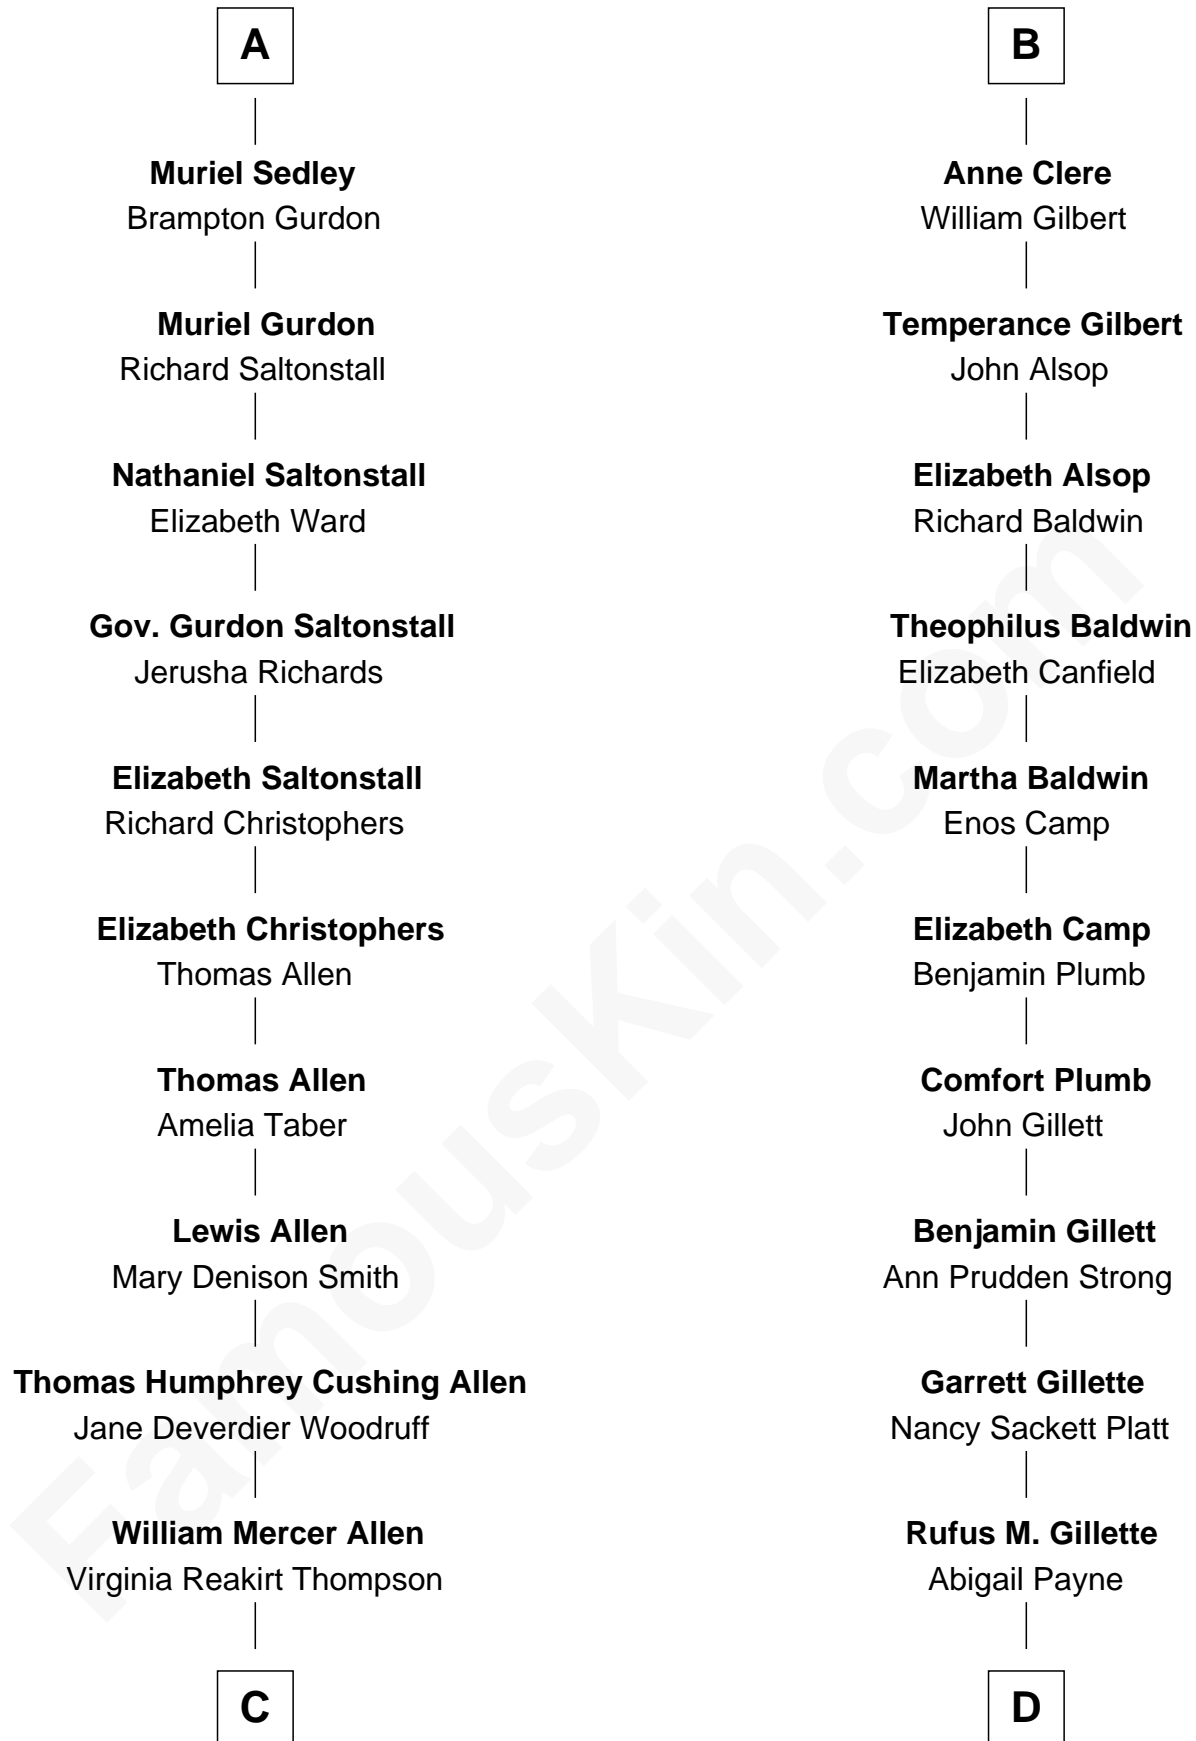 A
Muriel Sedley
Brampton Gurdon
Muriel Gurdon
Richard Saltonstall
Nathaniel Saltonstall
Elizabeth Ward
Gov. Gurdon Saltonstall
Jerusha Richards
Elizabeth Saltonstall
Richard Christophers
Elizabeth Christophers
Thomas Allen
Thomas Allen
Amelia Taber
Lewis Allen
Mary Denison Smith
Thomas Humphrey Cushing Allen
Jane Deverdier Woodruff
William Mercer Allen
Virginia Reakirt Thompson
C
B
Anne Clere
William Gilbert
Temperance Gilbert
John Alsop
Elizabeth Alsop
Richard Baldwin
Theophilus Baldwin
Elizabeth Canfield
Martha Baldwin
Enos Camp
Elizabeth Camp
Benjamin Plumb
Comfort Plumb
John Gillett
Benjamin Gillett
Ann Prudden Strong
Garrett Gillette
Nancy Sackett Platt
Rufus M. Gillette
Abigail Payne
D
FamousKin.com